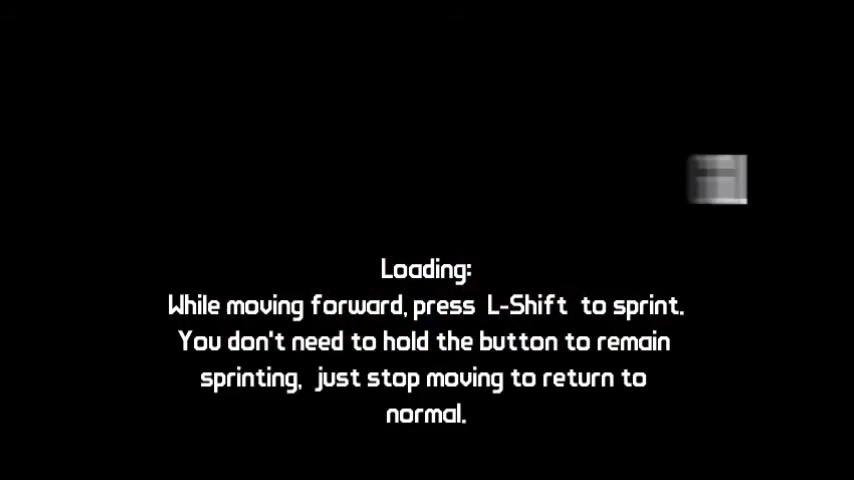 Loading:
While moving forward, press L-Shift to sprint.
You don't need to hold the button to remain
sprinting, just stop moving to return to
normal.